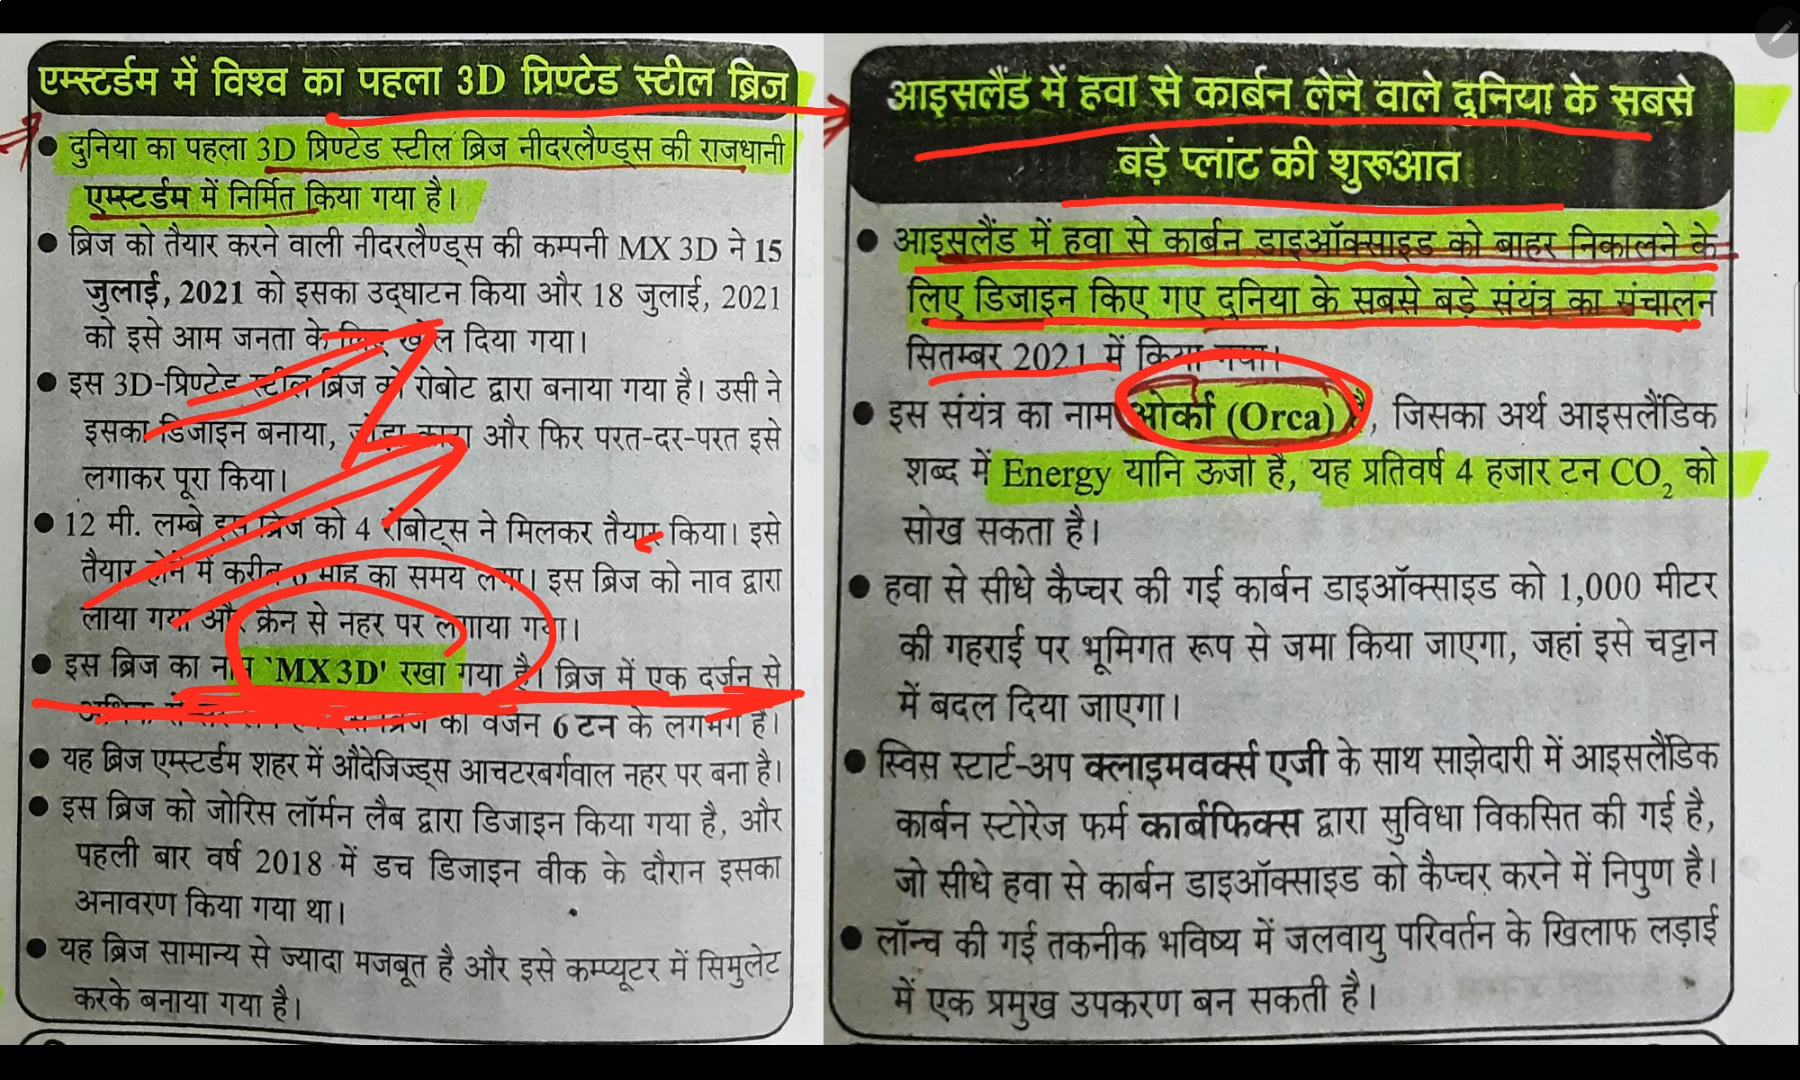 एम्स्टर्डम में विश्व का पहला 3D प्रिण्टेड स्टील ब्रिज
● दुनिया का पहला 3D प्रिण्टेड स्टील ब्रिज नीदरलैण्ड्स की राजधानी
एम्स्टर्डम में निर्मित किया गया है।
● ब्रिज को तैयार करने वाली नीदरलैण्ड्स की कम्पनी MX 3D ने 15
जुलाई, 2021 को इसका उद्घाटन किया और 18 जुलाई, 2021
को इसे आम जनता के लिए खोल दिया गया।
● इस 3D-प्रिण्टेड स्टील ब्रिज को रोबोट द्वारा बनाया गया है। उसी ने
इसका डिजाइन बनाया, और फिर परत-दर-परत इसे
लगाकर पूरा किया।
● 12 मी. लम्बे इस ब्रिज को 4 रोबोट्स ने मिलकर तैयार किया। इसे
तैयार होने में करीब 6 माह का समय लगा। इस ब्रिज को नाव द्वारा
लाया गया और क्रेन से नहर पर लगाया गया।
● इस ब्रिज का नाम 'MX3D' रखा गया है। ब्रिज में एक दर्जन से
अधिक ब्रिज का वजन 6 टन के लगभग है।
● यह ब्रिज एम्स्टर्डम शहर में औदेजिज्ड्स आचटरबर्गवाल नहर पर बना है।
● इस ब्रिज को जोरिस लॉर्मन लैब द्वारा डिजाइन किया गया है, और
पहली बार वर्ष 2018 में डच डिजाइन वीक के दौरान इसका
अनावरण किया गया था।
● यह ब्रिज सामान्य से ज्यादा मजबूत है और इसे कम्प्यूटर में सिमुलेट
करके बनाया गया है।
आइसलैंड में हवा से कार्बन लेने वाले दुनिया के सबसे
बड़े प्लांट की शुरूआत
● आइसलैंड में हवा से कार्बन डाइऑक्साइड को बाहर निकालने के
लिए डिजाइन किए गए दुनिया के सबसे बड़े संयंत्र का संचालन
सितम्बर 2021 में किया गया।
● इस संयंत्र का नाम ओर्का (Orca) है, जिसका अर्थ आइसलैंडिक
शब्द में Energy यानि ऊर्जा है, यह प्रतिवर्ष 4 हजार टन CO₂ को
सोख सकता है।
● हवा से सीधे कैप्चर की गई कार्बन डाइऑक्साइड को 1,000 मीटर
की गहराई पर भूमिगत रूप से जमा किया जाएगा, जहां इसे चट्टान
में बदल दिया जाएगा।
● स्विस स्टार्ट-अप क्लाइमवर्क्स एजी के साथ साझेदारी में आइसलैंडिक
कार्बन स्टोरेज फर्म कार्बफिक्स द्वारा सुविधा विकसित की गई है,
जो सीधे हवा से कार्बन डाइऑक्साइड को कैप्चर करने में निपुण है।
● लॉन्च की गई तकनीक भविष्य में जलवायु परिवर्तन के खिलाफ लड़ाई
में एक प्रमुख उपकरण बन सकती है।